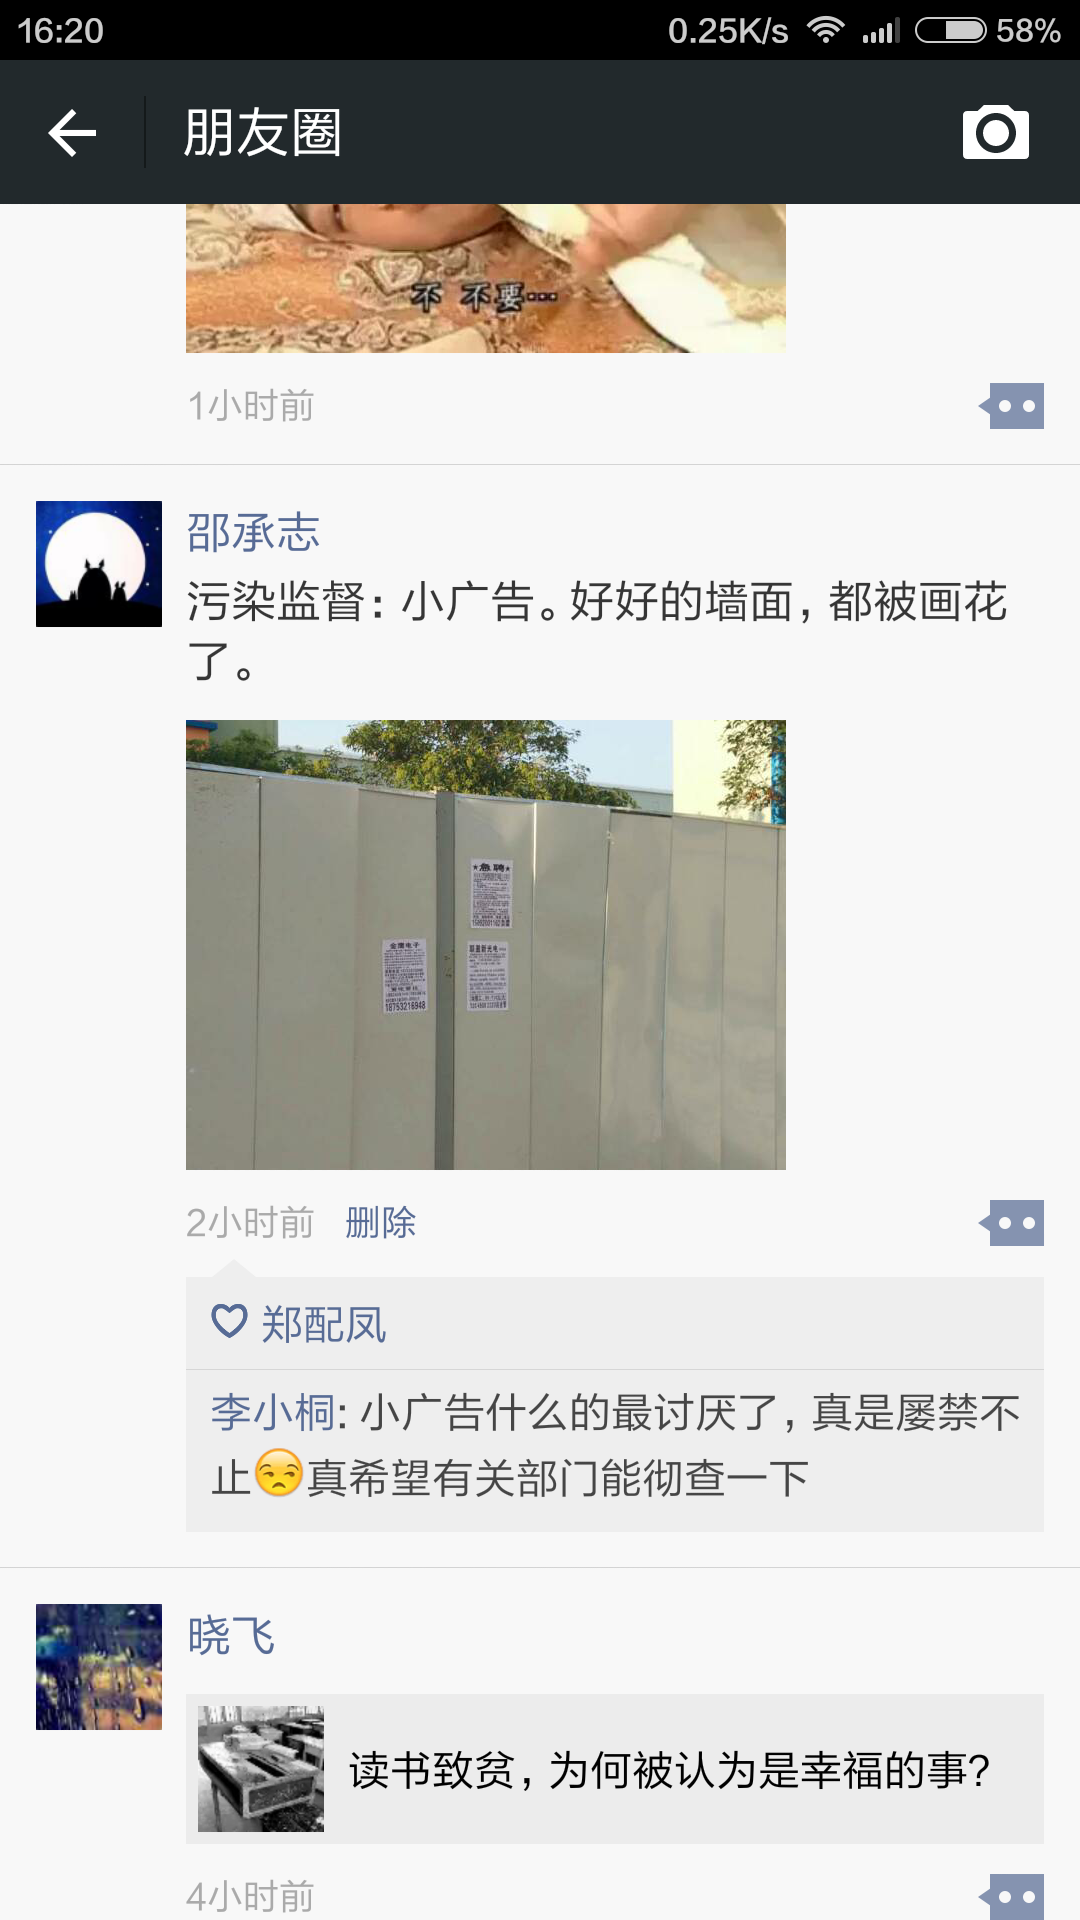 16:20
0.25K/s
58%
朋友圈
不 不要…
1小时前
邵承志
污染监督：小广告。好好的墙面，都被画花
了。
急聘
金鹰电子
18753216948
2小时前 删除
郑配凤
李小桐: 小广告什么的最讨厌了，真是屡禁不
止真希望有关部门能彻查一下
晓飞
读书致贫，为何被认为是幸福的事?
4小时前